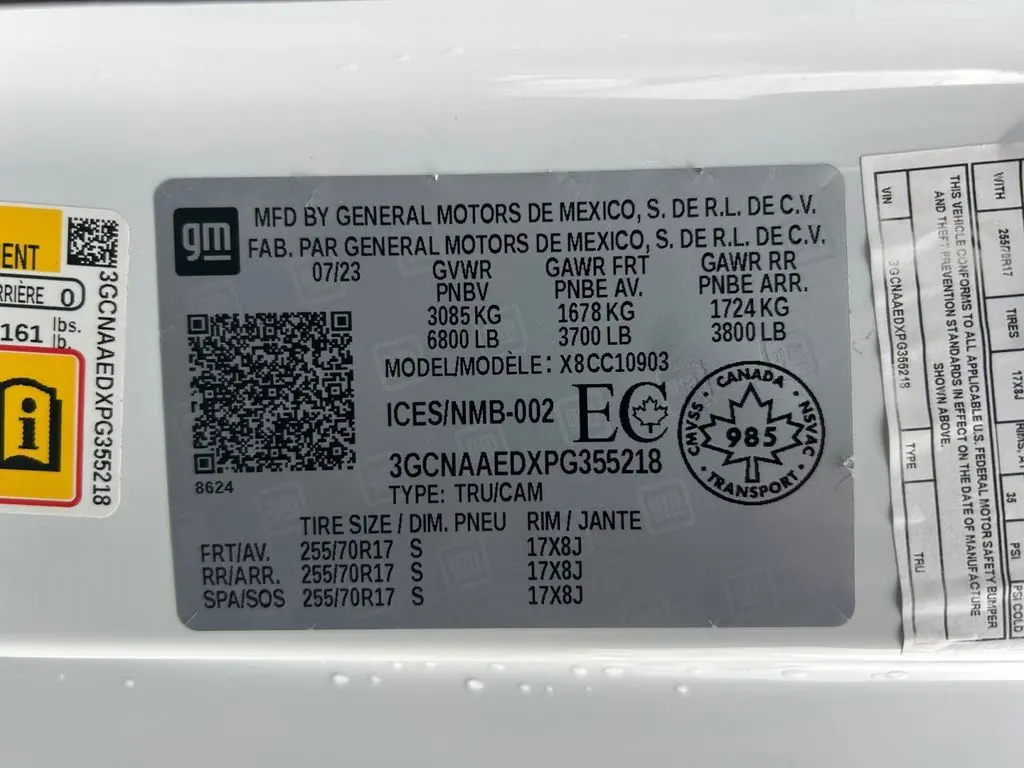 ENT
RRIÈRE 0
161 lbs.
lb.
3GCNAAEDXPG355218
gm
MFD BY GENERAL MOTORS DE MEXICO, S. DE R.L. DE C.V.
FAB. PAR GENERAL MOTORS DE MEXICO, S. DE R.L. DE C.V.
07/23 GVWR GAWR FRT GAWR RR
PNBV PNBE AV. PNBE ARR.
3085 KG 1678 KG 1724 KG
6800 LB 3700 LB 3800 LB
MODEL/MODÈLE: X8CC10903
ICES/NMB-002 EC
CANADA
CMVSS 985 NSVAC
TRANSPORT
8624
3GCNAAEDXPG355218
TYPE: TRU/CAM
TIRE SIZE / DIM. PNEU RIM / JANTE
FRT/AV. 255/70R17 S 17X8J
RR/ARR. 255/70R17 S 17X8J
SPA/SOS 255/70R17 S 17X8J
WITH 255/70R17 TIRES 17X8J RIMS, AT 35 PSI PSI COLD
THIS VEHICLE CONFORMS TO ALL APPLICABLE U.S. FEDERAL MOTOR SAFETY BUMPER
AND THEFT PREVENTION STANDARDS IN EFFECT ON THE DATE OF MANUFACTURE
SHOWN ABOVE.
VIN 3GCNAAEDXPG355218 TYPE TRU